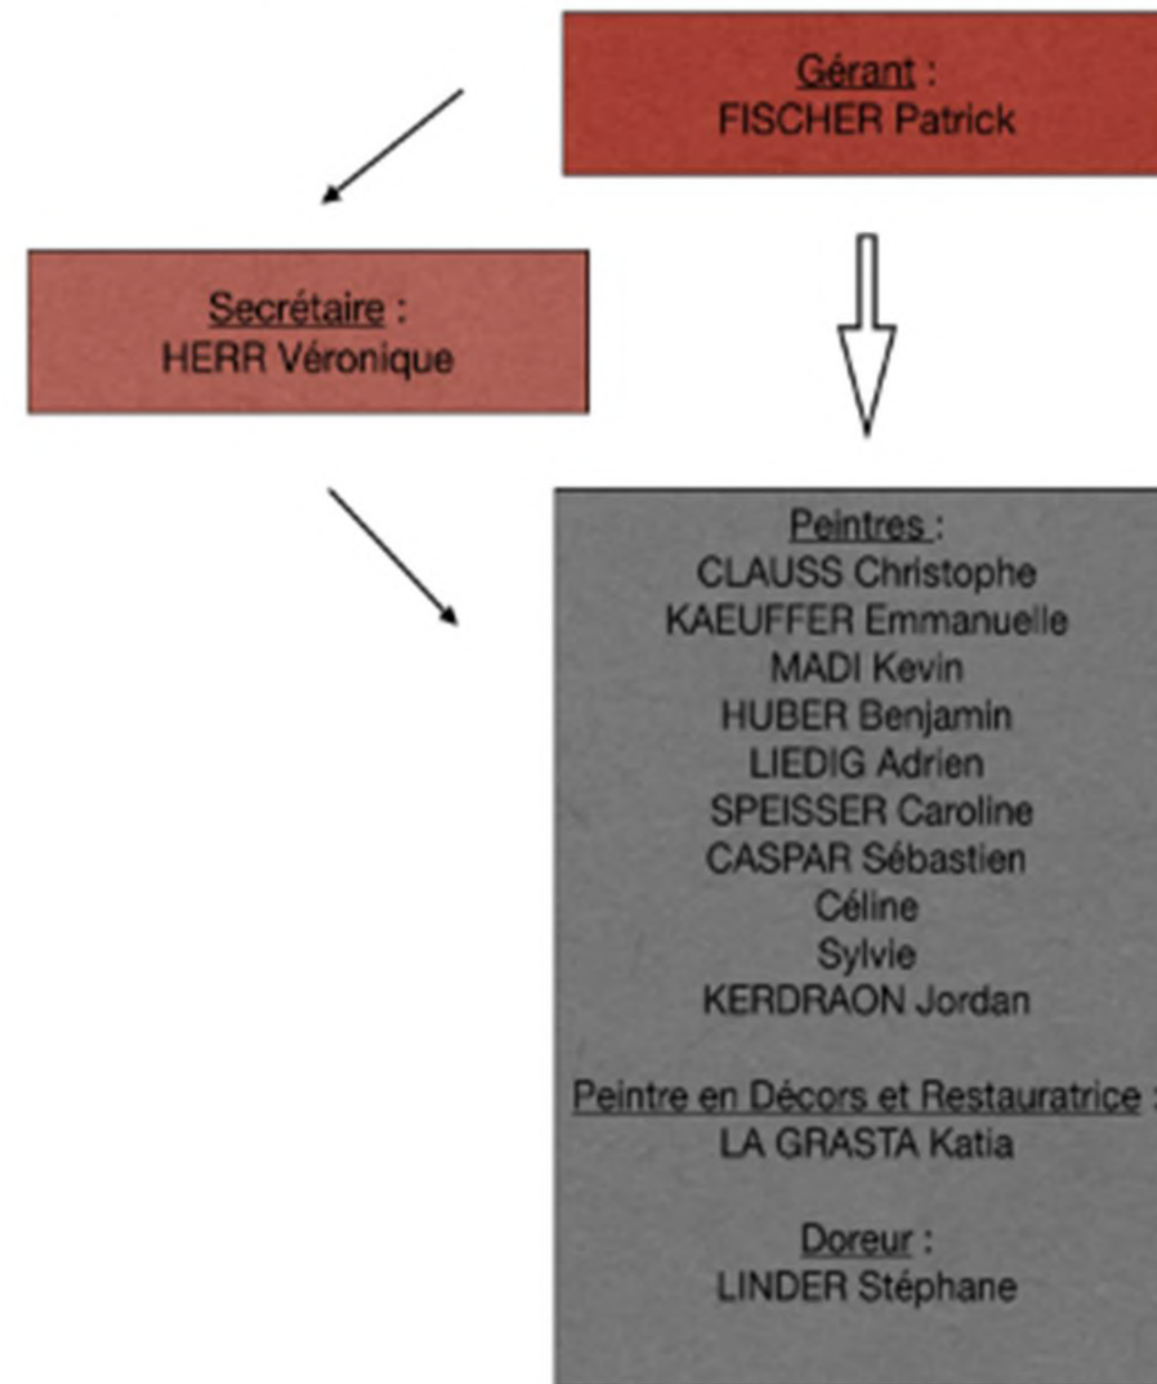 Gérant :
FISCHER Patrick
Secrétaire :
HERR Véronique
Peintres :
CLAUSS Christophe
KAEUFFER Emmanuelle
MADI Kevin
HUBER Benjamin
LIEDIG Adrien
SPEISSER Caroline
CASPAR Sébastien
Céline
Sylvie
KERDRAON Jordan
Peintre en Décors et Restauratrice :
LA GRASTA Katia
Doreur :
LINDER Stéphane